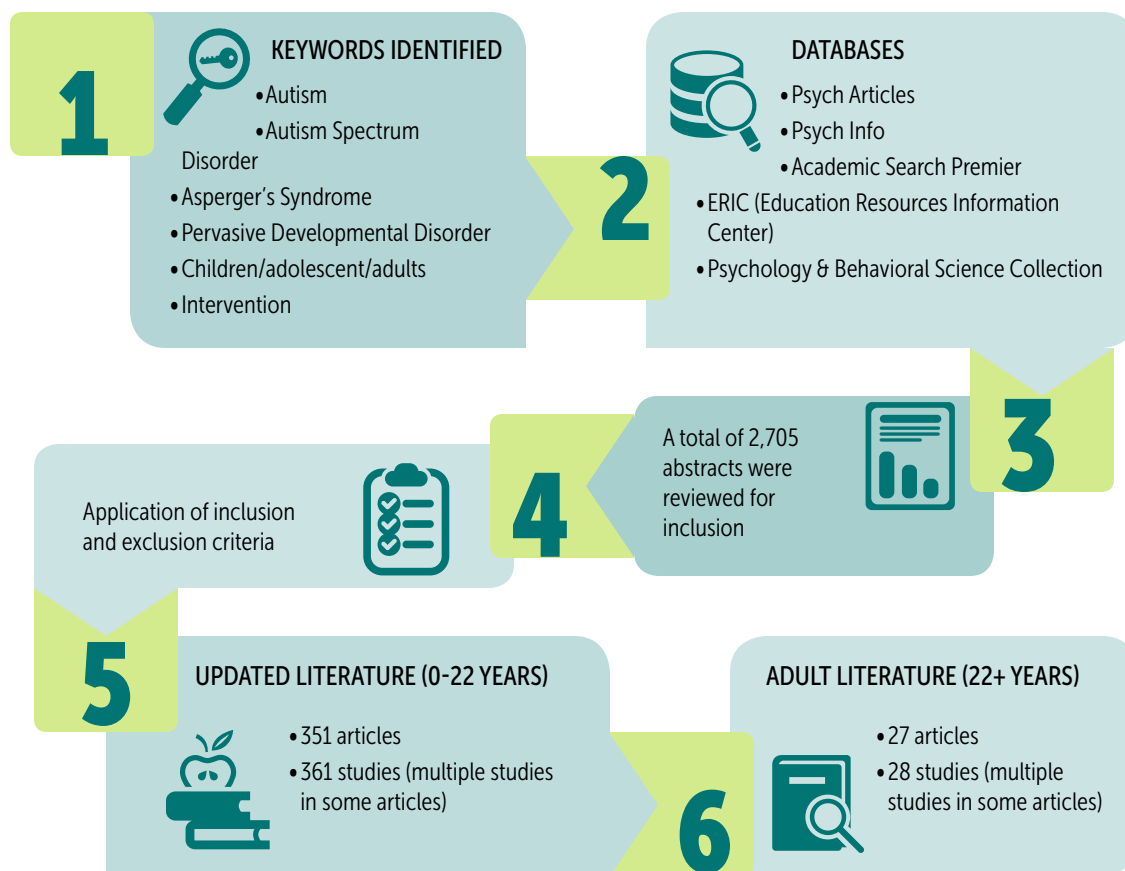 1
KEYWORDS IDENTIFIED
• Autism
• Autism Spectrum
Disorder
• Asperger's Syndrome
• Pervasive Developmental Disorder
• Children/adolescent/adults
• Intervention
2
DATABASES
• Psych Articles
• Psych Info
• Academic Search Premier
• ERIC (Education Resources Information
Center)
• Psychology & Behavioral Science Collection
3
A total of 2,705
abstracts were
reviewed for
inclusion
4
Application of inclusion
and exclusion criteria
5
UPDATED LITERATURE (0-22 YEARS)
• 351 articles
• 361 studies (multiple studies
in some articles)
6
ADULT LITERATURE (22+ YEARS)
• 27 articles
• 28 studies (multiple
studies in some articles)